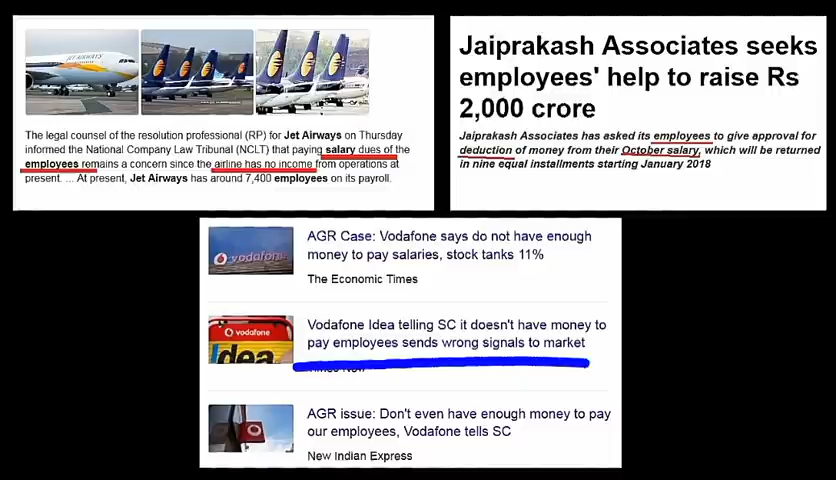 JET AIRWAYS
The legal counsel of the resolution professional (RP) for Jet Airways on Thursday
informed the National Company Law Tribunal (NCLT) that paying salary dues of the
employees remains a concern since the airline has no income from operations at
present. ... At present, Jet Airways has around 7,400 employees on its payroll.
Jaiprakash Associates seeks
employees' help to raise Rs
2,000 crore
Jaiprakash Associates has asked its employees to give approval for
deduction of money from their October salary, which will be returned
in nine equal installments starting January 2018
vodafone
AGR Case: Vodafone says do not have enough
money to pay salaries, stock tanks 11%
The Economic Times
vodafone
Idea
Vodafone Idea telling SC it doesn't have money to
pay employees sends wrong signals to market
Times Now
AGR issue: Don't even have enough money to pay
our employees, Vodafone tells SC
New Indian Express